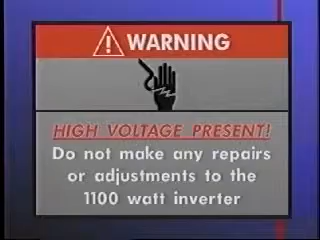 WARNING
HIGH VOLTAGE PRESENT!
Do not make any repairs
or adjustments to the
1100 watt inverter